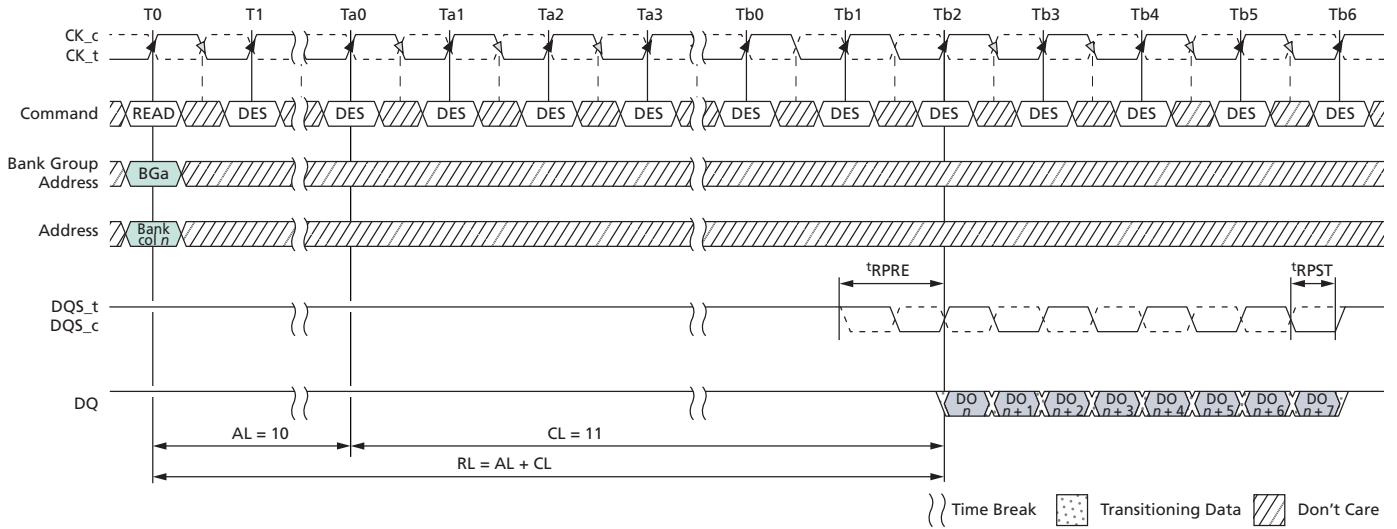 T0 T1 Ta0 Ta1 Ta2 Ta3 Tb0 Tb1 Tb2 Tb3 Tb4 Tb5 Tb6
CK_c
CK_t
Command READ DES DES DES DES DES DES DES DES DES DES DES DES
Bank Group
Address
BGa
Address
Bank
col n
tRPRE tRPST
DQS_t
DQS_c
DQ
DO
n
DO
n + 1
DO
n + 2
DO
n + 3
DO
n + 4
DO
n + 5
DO
n + 6
DO
n + 7
AL = 10 CL = 11
RL = AL + CL
Time Break Transitioning Data Don't Care